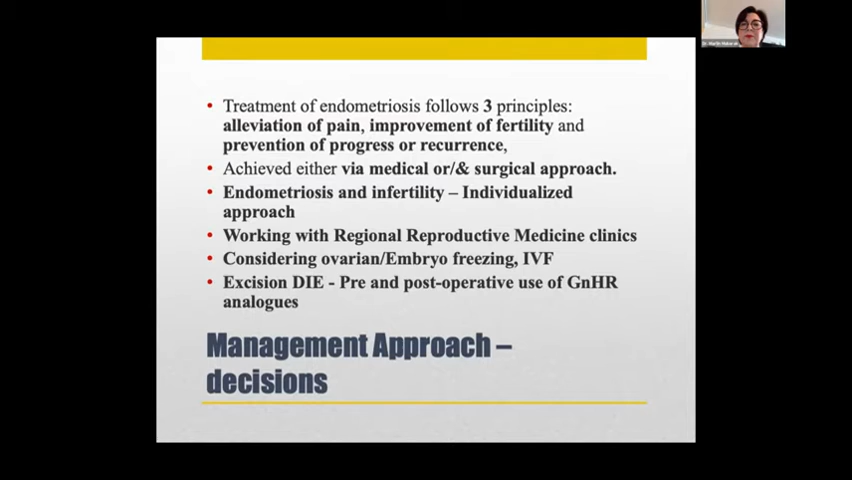 • Treatment of endometriosis follows 3 principles:
alleviation of pain, improvement of fertility and
prevention of progress or recurrence,
• Achieved either via medical or/& surgical approach.
• Endometriosis and infertility – Individualized
approach
• Working with Regional Reproductive Medicine clinics
• Considering ovarian/Embryo freezing, IVF
• Excision DIE - Pre and post-operative use of GnHR
analogues
Management Approach –
decisions